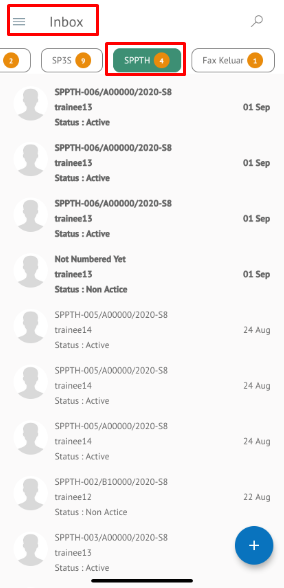 Inbox
2 SP3S 9 SPPTH 4 Fax Keluar 1
SPPTH-006/A00000/2020-S8
trainee13 01 Sep
Status : Active
SPPTH-006/A00000/2020-S8
trainee13 01 Sep
Status : Active
SPPTH-006/A00000/2020-S8
trainee13 01 Sep
Status : Active
Not Numbered Yet
trainee13 01 Sep
Status : Non Actice
SPPTH-005/A00000/2020-S8
trainee14 24 Aug
Status : Active
SPPTH-005/A00000/2020-S8
trainee14 24 Aug
Status : Active
SPPTH-005/A00000/2020-S8
trainee14 24 Aug
Status : Active
SPPTH-002/B10000/2020-S8
trainee12 22 Aug
Status : Non Actice
SPPTH-003/A00000/2020-S8
trainee13
Status : Active